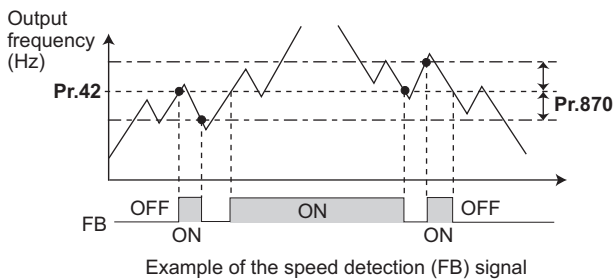 Output
frequency
(Hz)
Pr.42
Pr.870
OFF
ON
OFF
FB
ON
ON
Example of the speed detection (FB) signal